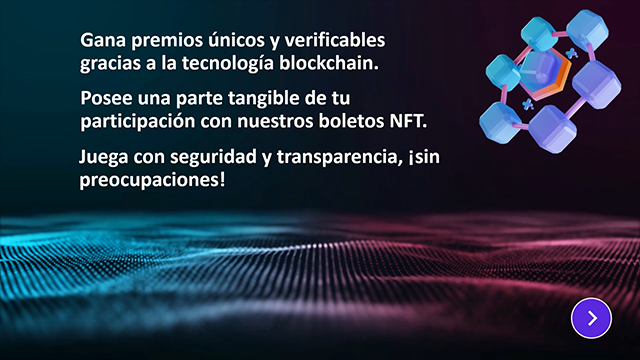 Gana premios únicos y verificables
gracias a la tecnología blockchain.
Posee una parte tangible de tu
participación con nuestros boletos NFT.
Juega con seguridad y transparencia, ¡sin
preocupaciones!